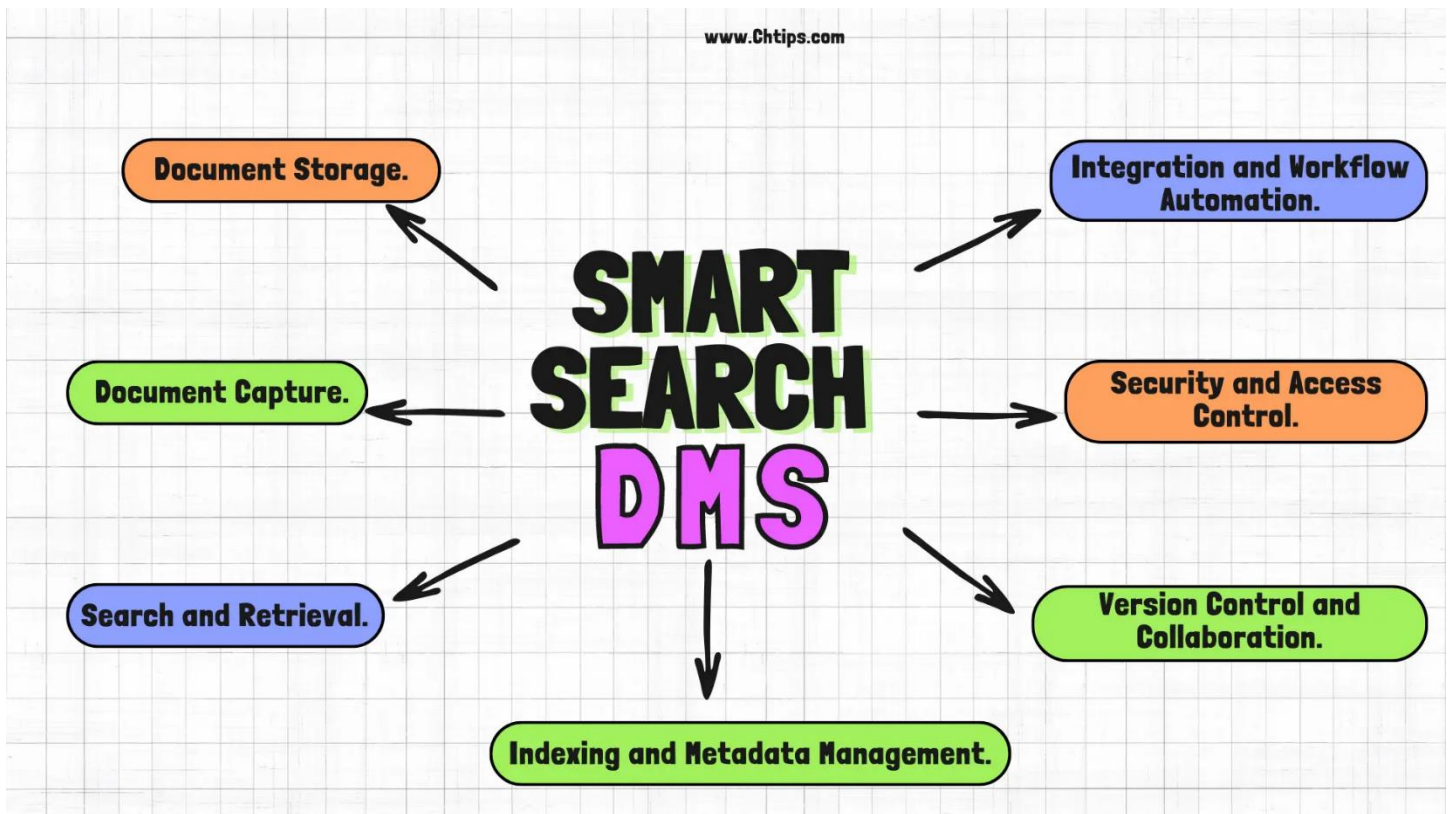 www.Chtips.com
Document Storage.
Integration and Workflow
Automation.
SMART
SEARCH
DMS
Document Capture.
Security and Access
Control.
Search and Retrieval.
Version Control and
Collaboration.
Indexing and Metadata Management.